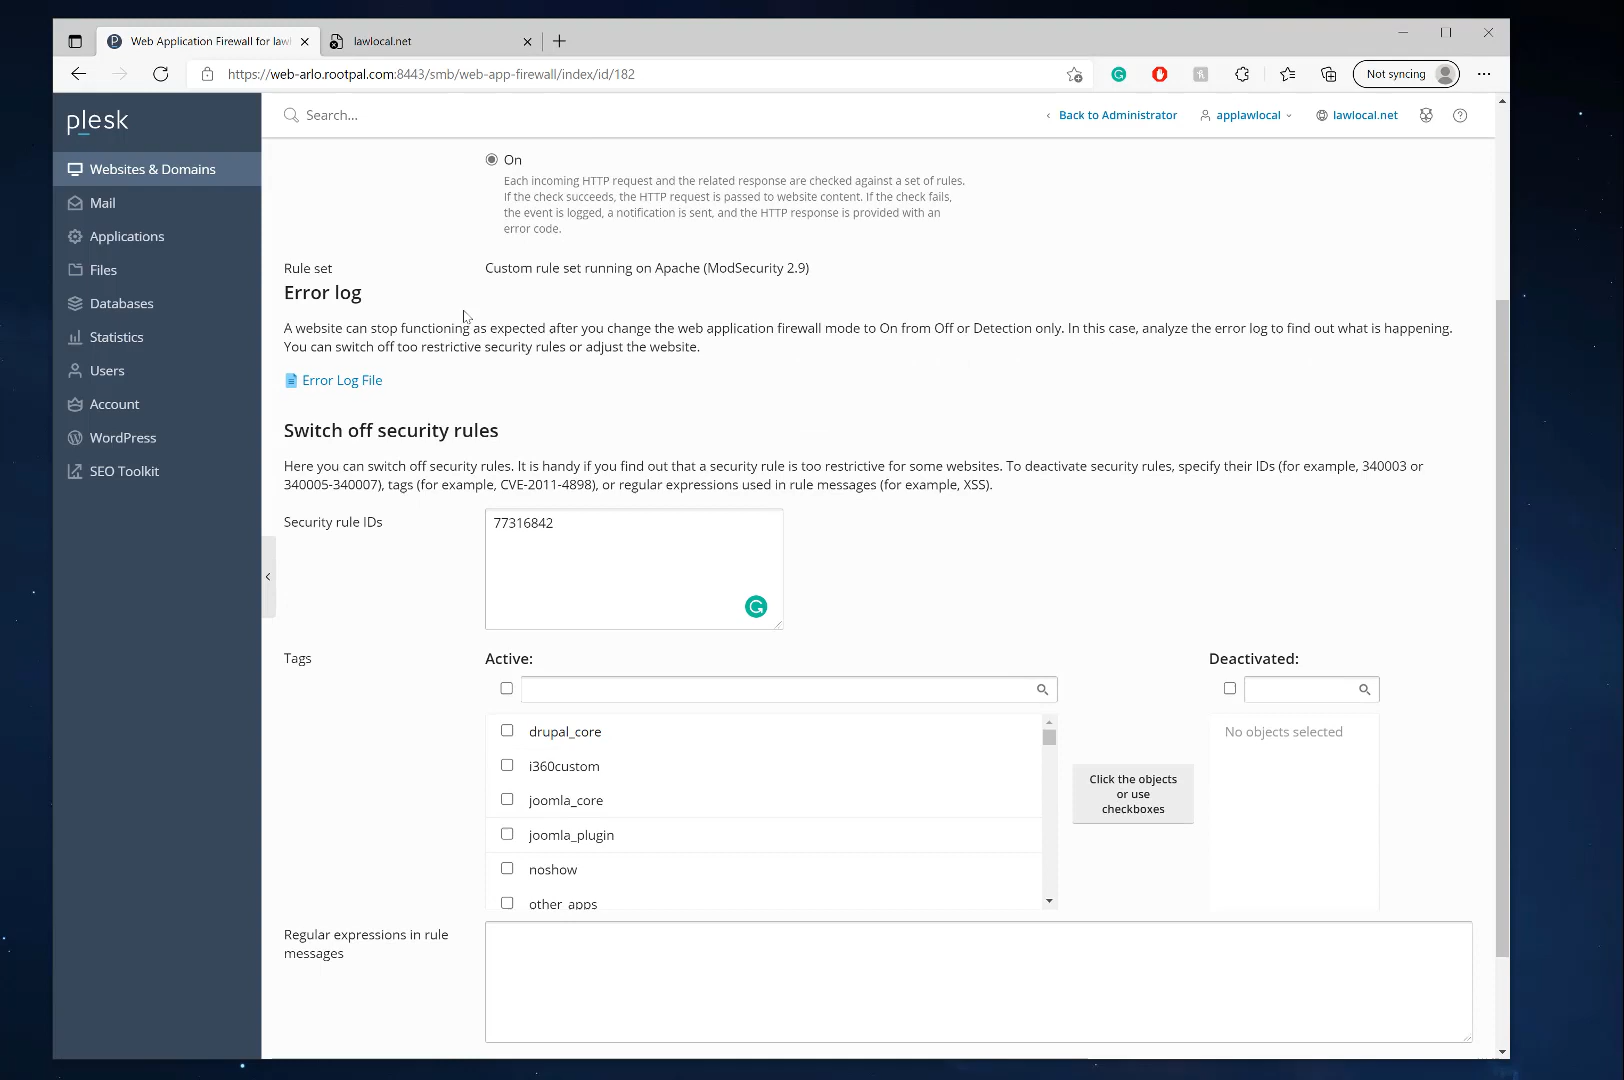 Web Application Firewall for lawl
lawlocal.net
https://web-arlo.rootpal.com:8443/smb/web-app-firewall/index/id/182
Not syncing
plesk
Search...
Back to Administrator
applawlocal
lawlocal.net
Websites & Domains
Mail
Applications
Files
Databases
Statistics
Users
Account
WordPress
SEO Toolkit
On
Each incoming HTTP request and the related response are checked against a set of rules.
If the check succeeds, the HTTP request is passed to website content. If the check fails,
the event is logged, a notification is sent, and the HTTP response is provided with an
error code.
Rule set
Custom rule set running on Apache (ModSecurity 2.9)
Error log
A website can stop functioning as expected after you change the web application firewall mode to On from Off or Detection only. In this case, analyze the error log to find out what is happening.
You can switch off too restrictive security rules or adjust the website.
Error Log File
Switch off security rules
Here you can switch off security rules. It is handy if you find out that a security rule is too restrictive for some websites. To deactivate security rules, specify their IDs (for example, 340003 or
340005-340007), tags (for example, CVE-2011-4898), or regular expressions used in rule messages (for example, XSS).
Security rule IDs
77316842
Tags
Active:
Deactivated:
drupal_core
i360custom
joomla_core
joomla_plugin
noshow
other_apps
Click the objects
or use
checkboxes
No objects selected
Regular expressions in rule
messages